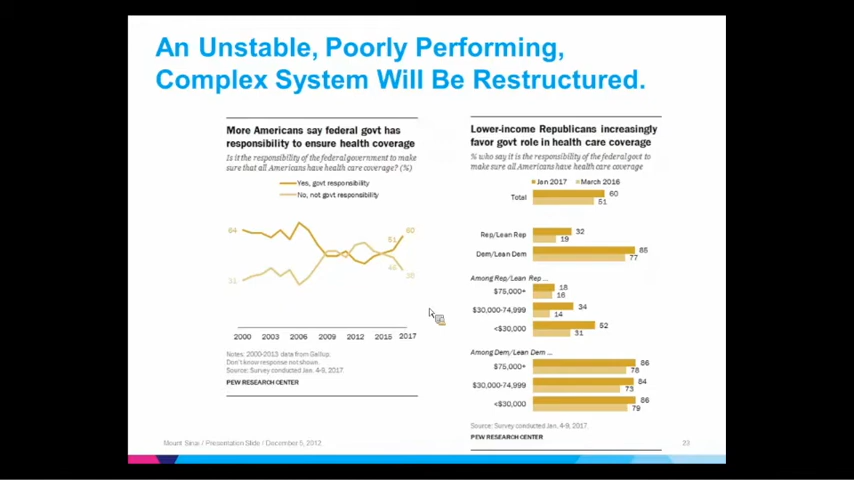 An Unstable, Poorly Performing,
Complex System Will Be Restructured.
More Americans say federal govt has
responsibility to ensure health coverage
Is it the responsibility of the federal government to make
sure that all Americans have health care coverage? (%)
Yes, govt responsibility
No, not govt responsibility
64
60
51
46
38
31
2000 2003 2006 2009 2012 2015 2017
Notes: 2000-2013 data from Gallup.
Don't know response not shown.
Source: Survey conducted Jan. 4-9, 2017.
PEW RESEARCH CENTER
Lower-income Republicans increasingly
favor govt role in health care coverage
% who say it is the responsibility of the federal govt to
make sure all Americans have health care coverage
Jan 2017 March 2016
Total 60
51
Rep/Lean Rep 32
19
Dem/Lean Dem 85
77
Among Rep/Lean Rep ...
$75,000+ 18
16
$30,000-74,999 34
14
<$30,000 52
31
Among Dem/Lean Dem ...
$75,000+ 86
78
$30,000-74,999 84
73
<$30,000 86
79
Source: Survey conducted Jan. 4-9, 2017.
PEW RESEARCH CENTER
Mount Sinai / Presentation Slide / December 5, 2012